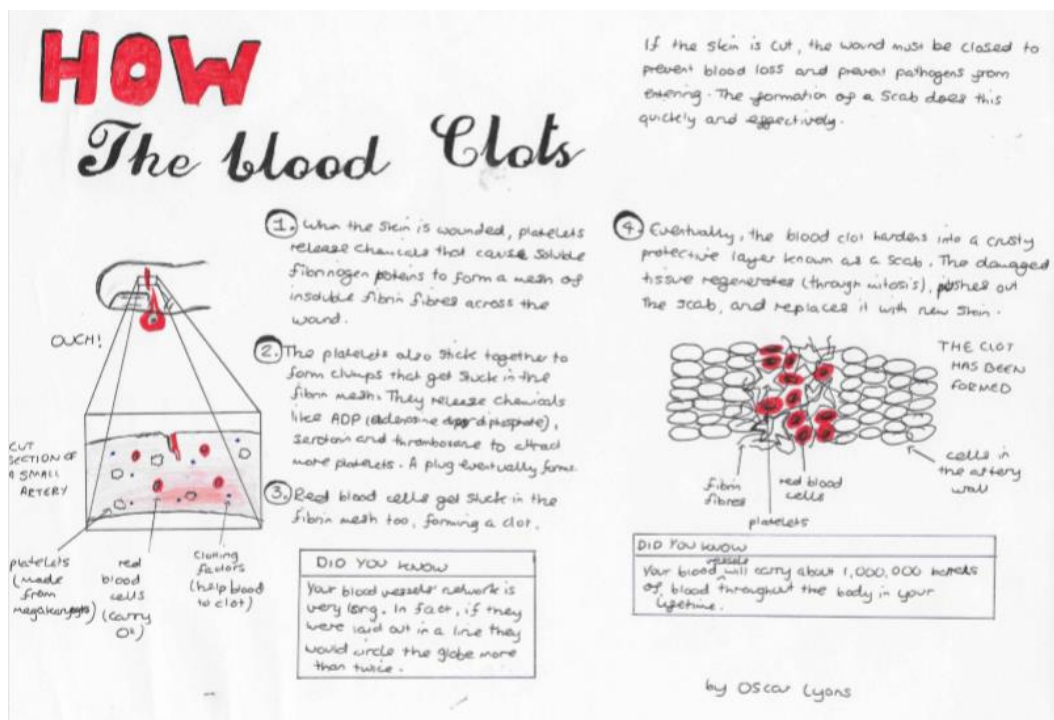 HOW
The blood Clots
If the skin is cut, the wound must be closed to
prevent blood loss and prevent pathogens from
entering. The formation of a Scab does this
quickly and effectively.
1. When the skin is wounded, platelets
release chemicals that cause soluble
fibrinogen proteins to form a mesh of
insoluble fibrin fibres across the
wound.
2. The platelets also stick together to
form clumps that get stuck in the
fibrin mesh. They release chemicals
like ADP (adenosine diphosphate),
serotonin and thromboxane to attract
more platelets. A plug eventually forms.
3. Red blood cells get stuck in the
fibrin mesh too, forming a clot.
OUCH!
CUT
SECTION OF
A SMALL
ARTERY
platelets
(made
from
megakaryocytes)
red
blood
cells
(carry
O₂)
clotting
factors
(help blood
to clot)
DID YOU KNOW
Your blood vessels' network is
very long. In fact, if they
were laid out in a line they
would circle the globe more
than twice.
4. Eventually, the blood clot hardens into a crusty
protective layer known as a scab. The damaged
tissue regenerates (through mitosis), pushes out
the scab, and replaces it with new skin.
THE CLOT
HAS BEEN
FORMED
cells in
the artery
wall
fibrin
fibres
red blood
cells
platelets
DID YOU KNOW
Your blood vessels will carry about 1,000,000 barrels
of blood throughout the body in your
lifetime.
by Oscar Lyons